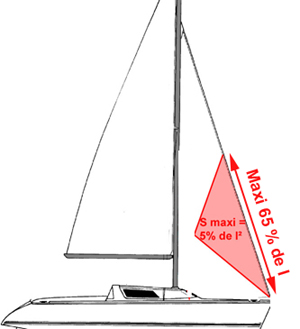 Maxi 65 % de l
S maxi =
5% de l²